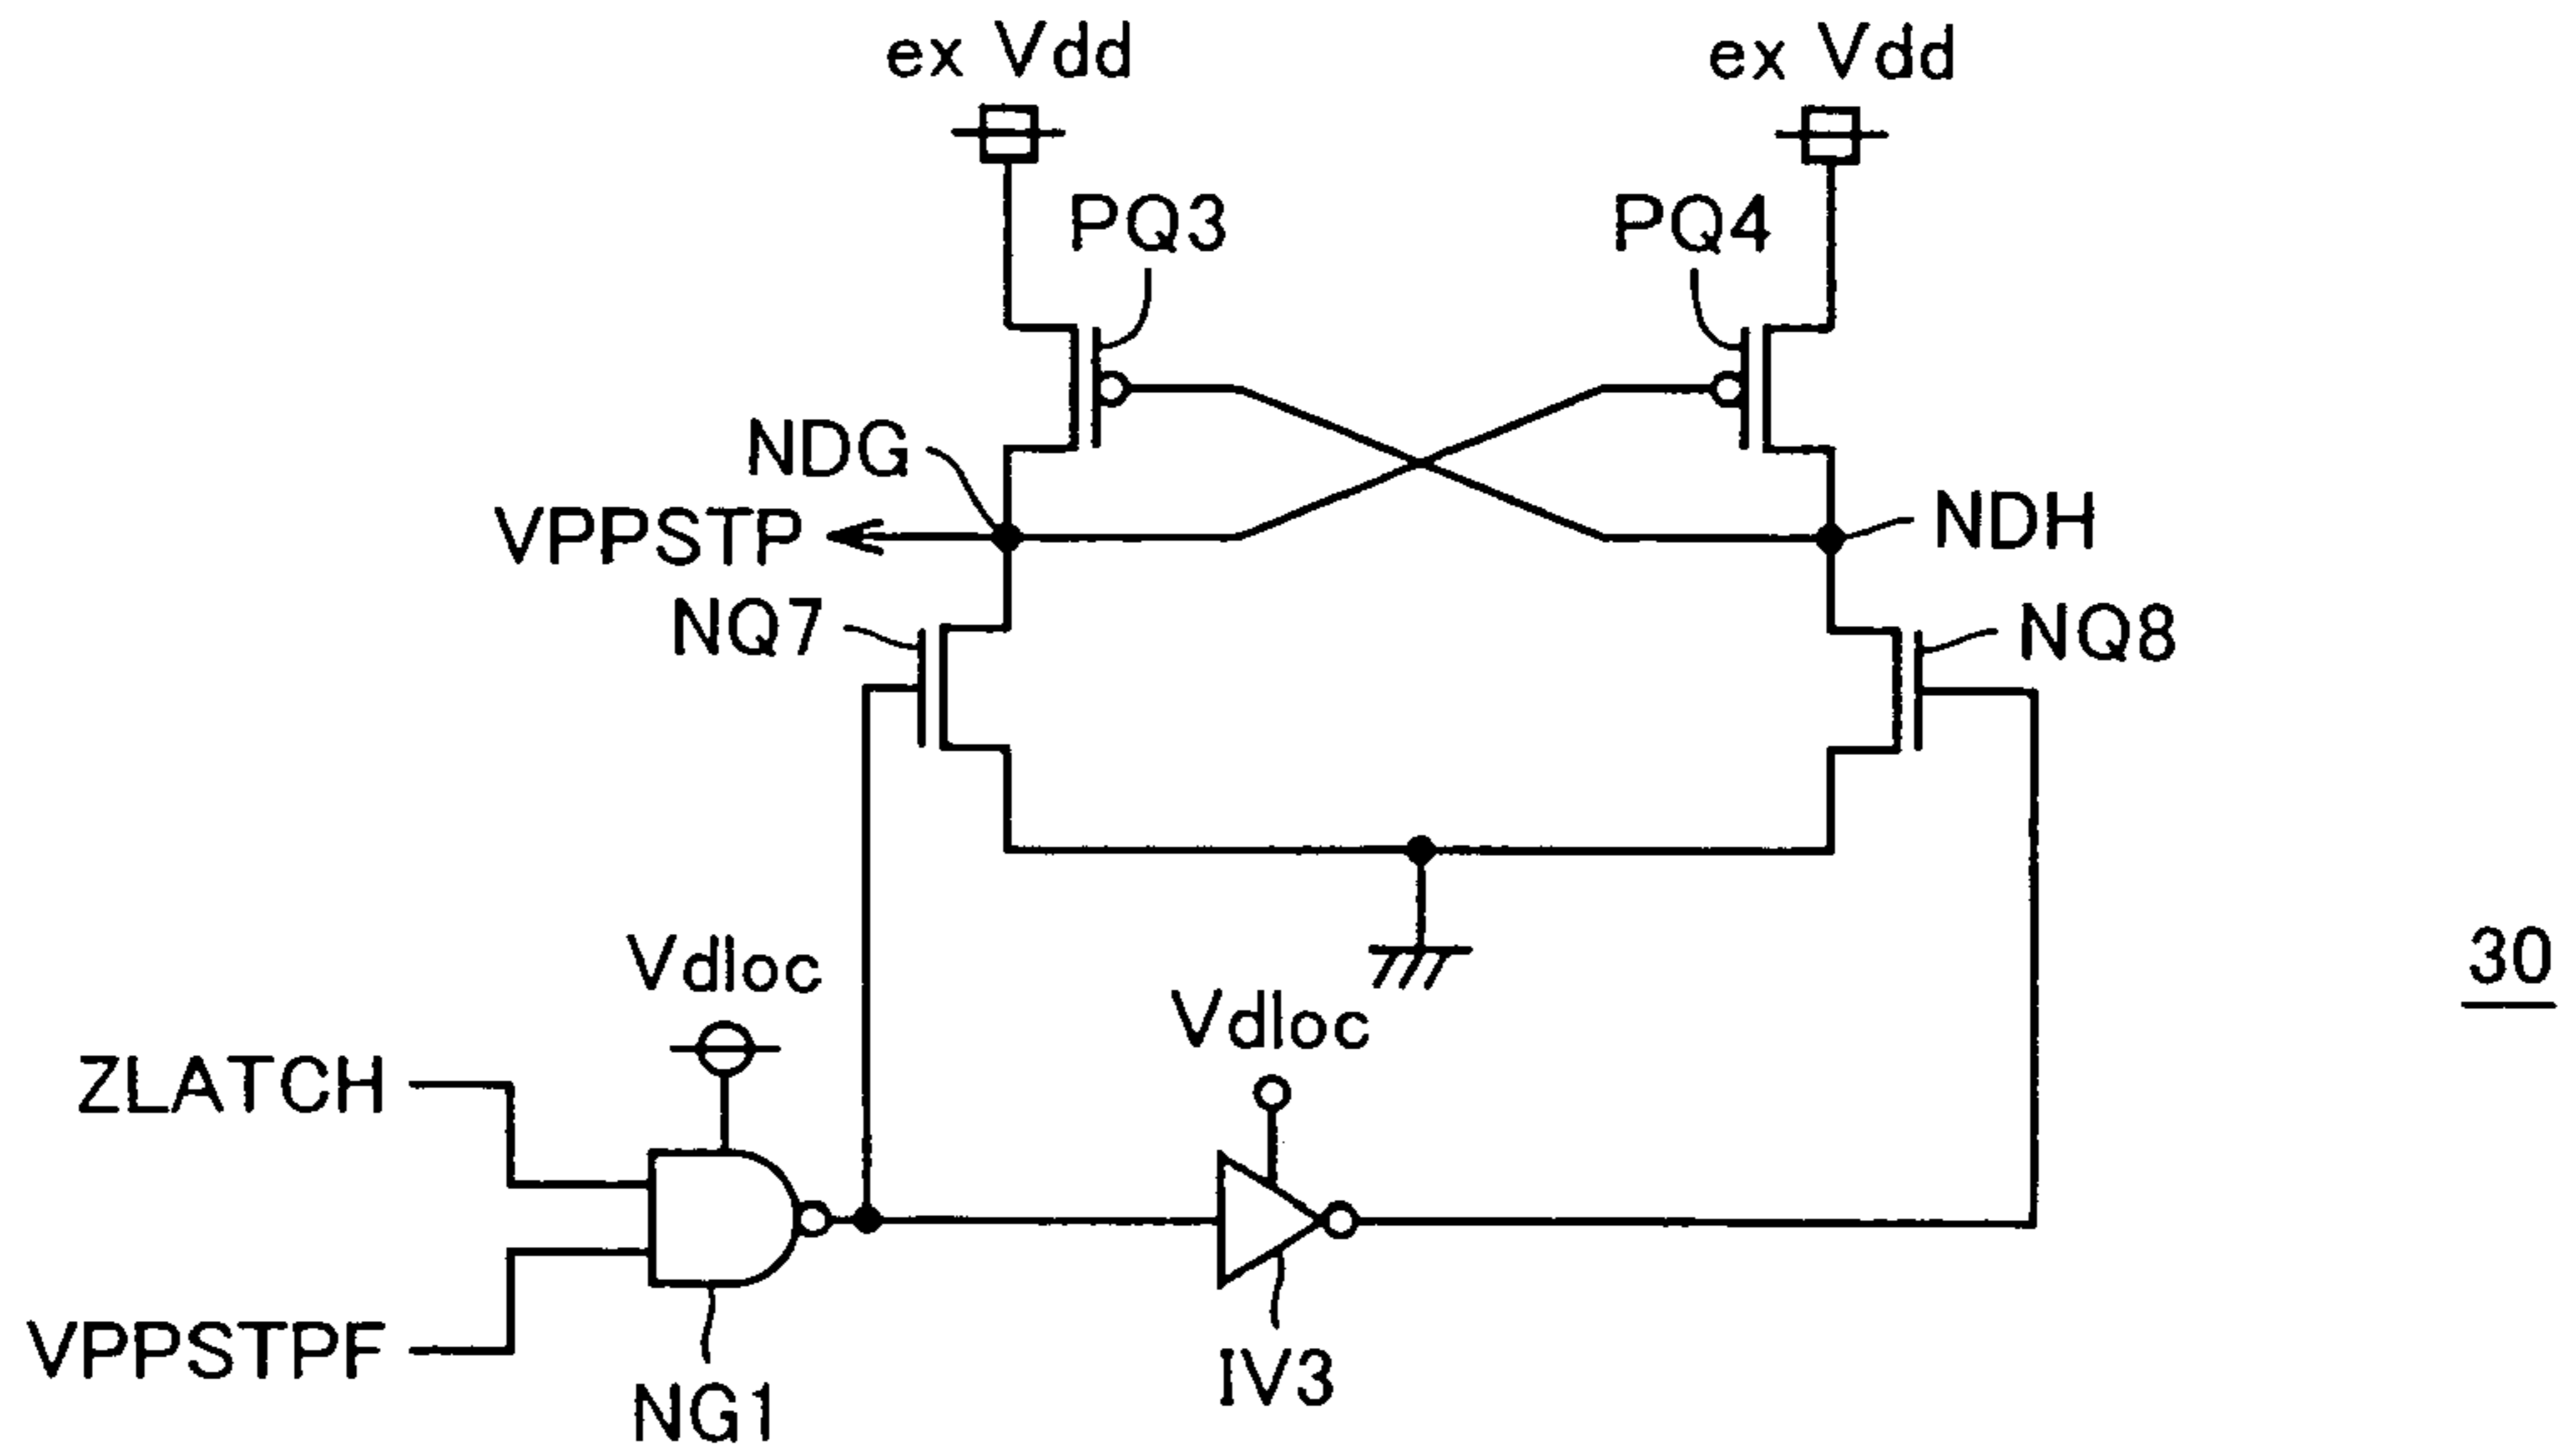 ex Vdd
ex Vdd
PQ3
PQ4
NDG
VPPSTP
NDH
NQ7
NQ8
Vdloc
30
Vdloc
ZLATCH
VPPSTPF
IV3
NG1